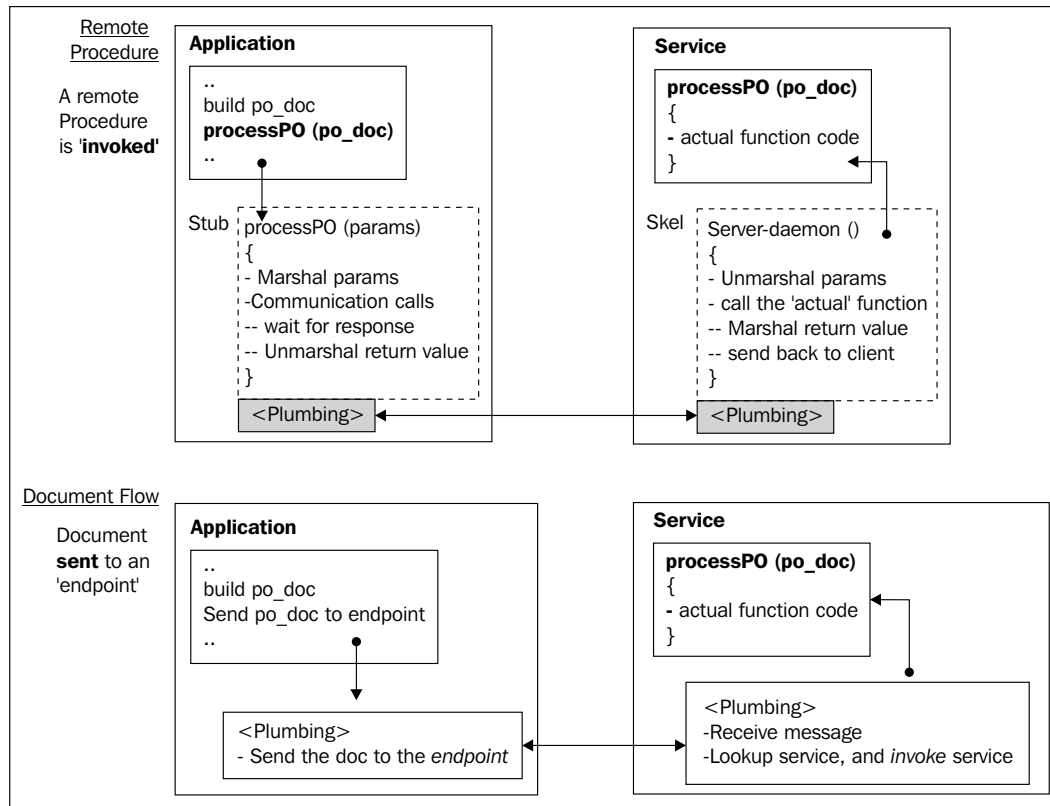 Remote
Procedure
A remote
Procedure
is 'invoked'
Application
..
build po_doc
processPO (po_doc)
..
Stub
processPO (params)
{
- Marshal params
-Communication calls
-- wait for response
-- Unmarshal return value
}
<Plumbing>
Service
processPO (po_doc)
{
- actual function code
}
Skel
Server-daemon ()
{
- Unmarshal params
- call the 'actual' function
-- Marshal return value
-- send back to client
}
<Plumbing>
Document Flow
Document
sent to an
'endpoint'
Application
..
build po_doc
Send po_doc to endpoint
..
<Plumbing>
- Send the doc to the endpoint
Service
processPO (po_doc)
{
- actual function code
}
<Plumbing>
-Receive message
-Lookup service, and invoke service